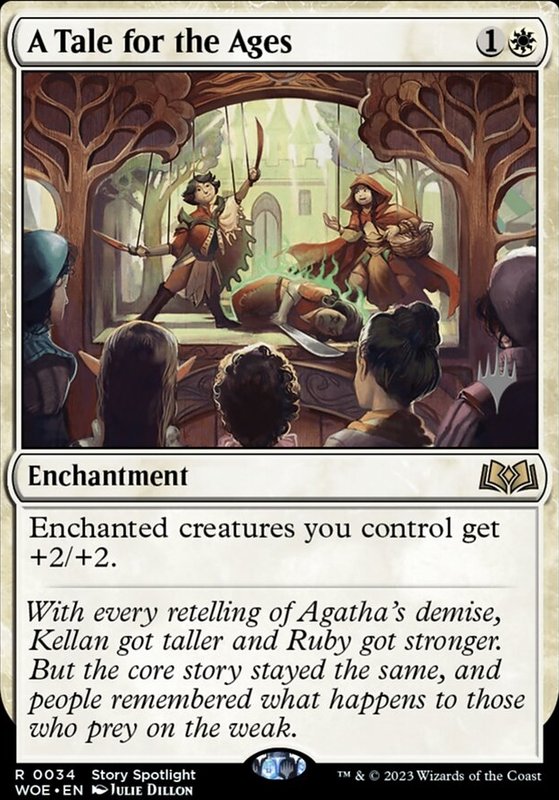 A Tale for the Ages 1
Enchantment
Enchanted creatures you control get
+2/+2.
With every retelling of Agatha's demise,
Kellan got taller and Ruby got stronger.
But the core story stayed the same, and
people remembered what happens to those
who prey on the weak.
R 0034 Story Spotlight
WOE • EN Julie Dillon
™ & © 2023 Wizards of the Coast